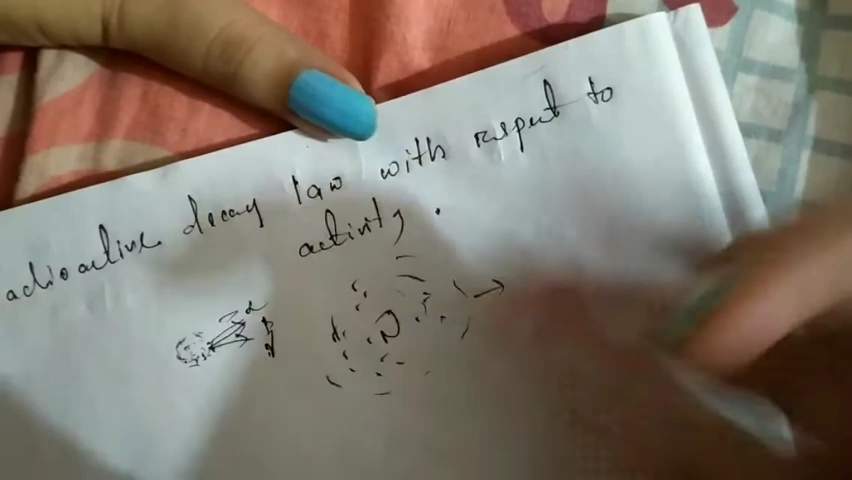 adioactive decay law with respect to
activity.
α
β
N